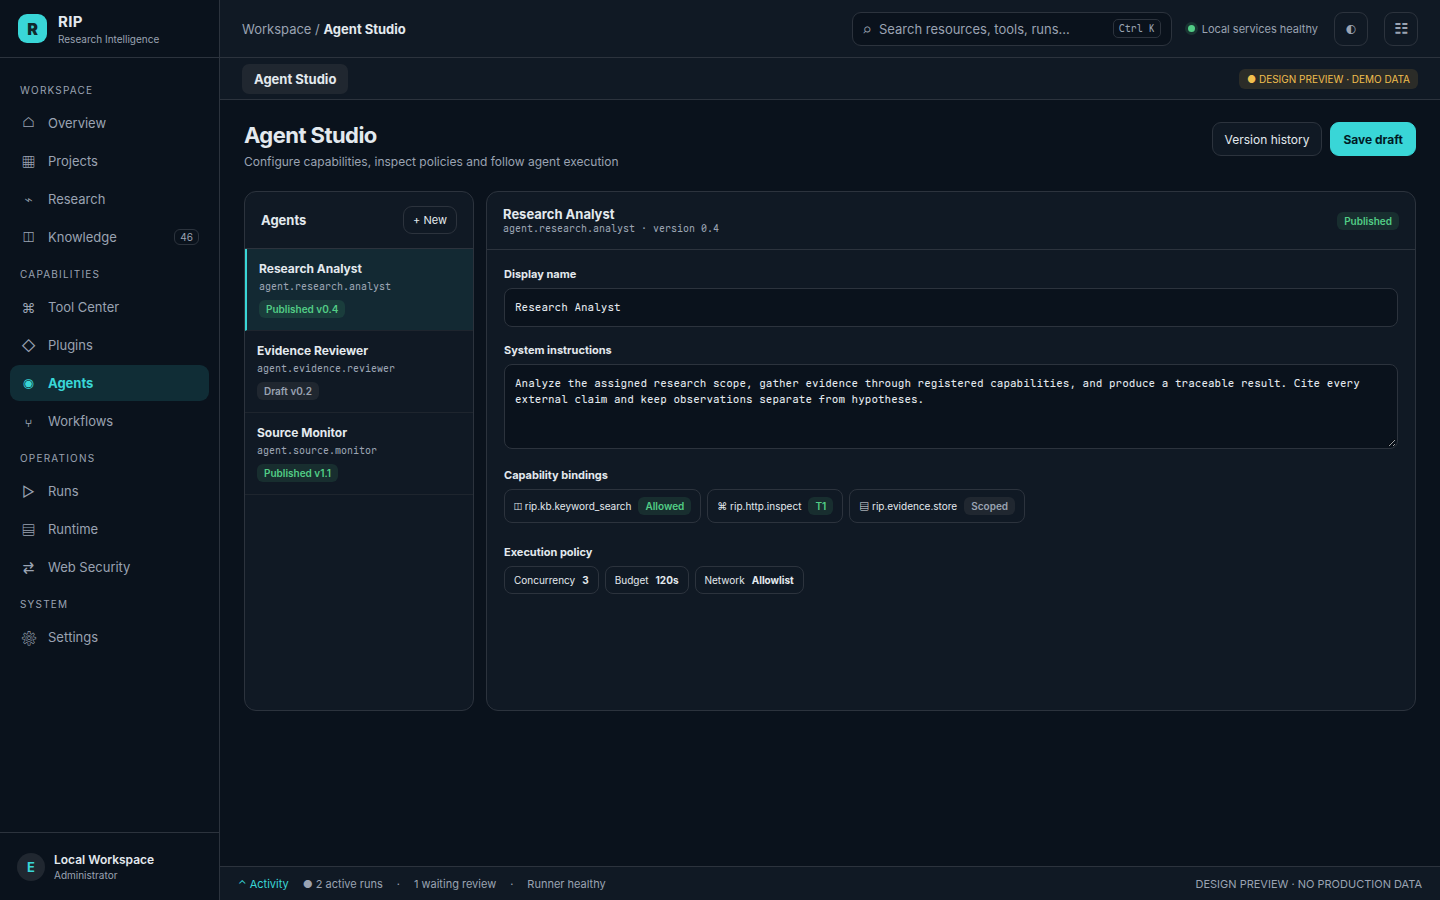 R RIP
Research Intelligence
WORKSPACE
Overview
Projects
Research
Knowledge 46
CAPABILITIES
Tool Center
Plugins
Agents
Workflows
OPERATIONS
Runs
Runtime
Web Security
SYSTEM
Settings
E Local Workspace
Administrator
Workspace / Agent Studio
Search resources, tools, runs... Ctrl K
Local services healthy
Agent Studio
DESIGN PREVIEW · DEMO DATA
Agent Studio
Configure capabilities, inspect policies and follow agent execution
Version history
Save draft
Agents
+ New
Research Analyst
agent.research.analyst
Published v0.4
Evidence Reviewer
agent.evidence.reviewer
Draft v0.2
Source Monitor
agent.source.monitor
Published v1.1
Research Analyst
agent.research.analyst · version 0.4
Published
Display name
Research Analyst
System instructions
Analyze the assigned research scope, gather evidence through registered capabilities, and produce a traceable result. Cite every
external claim and keep observations separate from hypotheses.
Capability bindings
rip.kb.keyword_search Allowed
rip.http.inspect T1
rip.evidence.store Scoped
Execution policy
Concurrency 3
Budget 120s
Network Allowlist
^ Activity ● 2 active runs · 1 waiting review · Runner healthy
DESIGN PREVIEW · NO PRODUCTION DATA